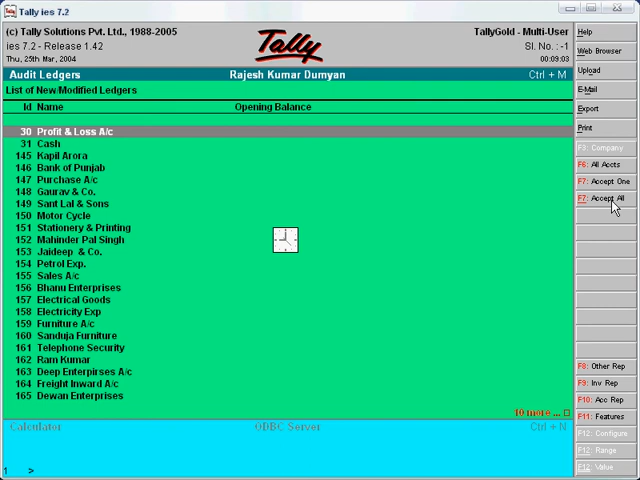 Tally ies 7.2
(c) Tally Solutions Pvt. Ltd., 1988-2005
ies 7.2 - Release 1.42
Thu, 25th Mar, 2004
Tally
TallyGold - Multi-User
Sl. No. : -1
00:09:03
Audit Ledgers Rajesh Kumar Dumyan Ctrl + M
List of New/Modified Ledgers
Id Name Opening Balance
30 Profit & Loss A/c
31 Cash
145 Kapil Arora
146 Bank of Punjab
147 Purchase A/c
148 Gaurav & Co.
149 Sant Lal & Sons
150 Motor Cycle
151 Stationery & Printing
152 Mahinder Pal Singh
153 Jaideep & Co.
154 Petrol Exp.
155 Sales A/c
156 Bhanu Enterprises
157 Electrical Goods
158 Electricity Exp
159 Furniture A/c
160 Sanduja Furniture
161 Telephone Security
162 Ram Kumar
163 Deep Enterpirses A/c
164 Freight Inward A/c
165 Dewan Enterprises
10 more ...
Calculator ODBC Server Ctrl + N
1 >
Help
Web Browser
Upload
E-Mail
Export
Print
F3: Company
F6: All Accts
F7: Accept One
F7: Accept All
F8: Other Rep
F9: Inv Rep
F10: Acc Rep
F11: Features
F12: Configure
F12: Range
F12: Value